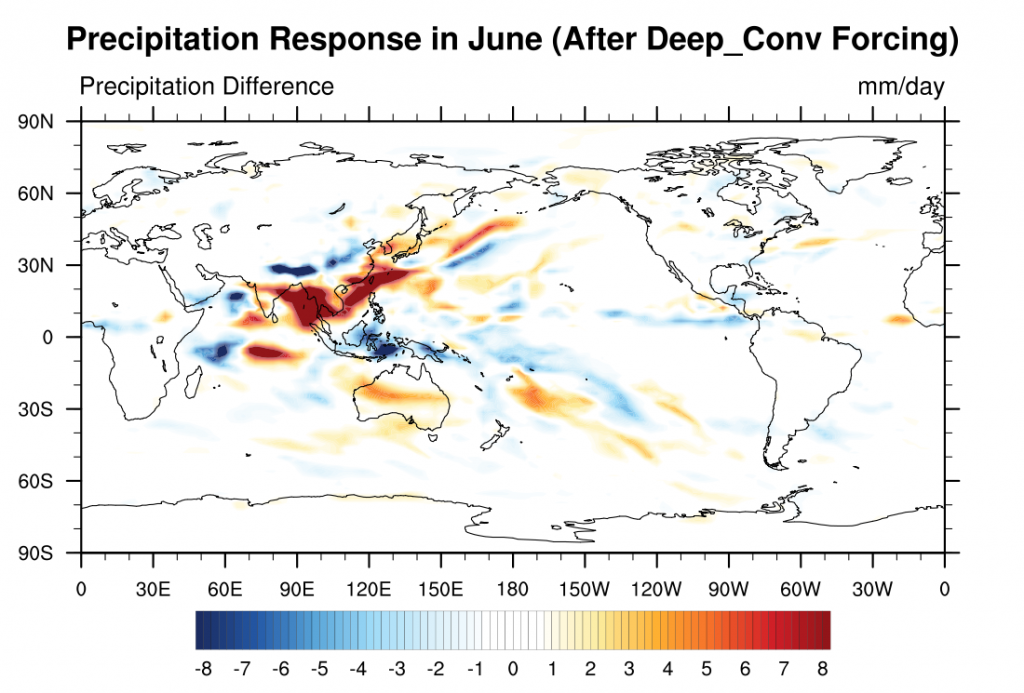 Precipitation Response in June (After Deep_Conv Forcing)
Precipitation Difference mm/day
90N
60N
30N
0
30S
60S
90S
0 30E 60E 90E 120E 150E 180 150W 120W 90W 60W 30W 0
-8 -7 -6 -5 -4 -3 -2 -1 0 1 2 3 4 5 6 7 8